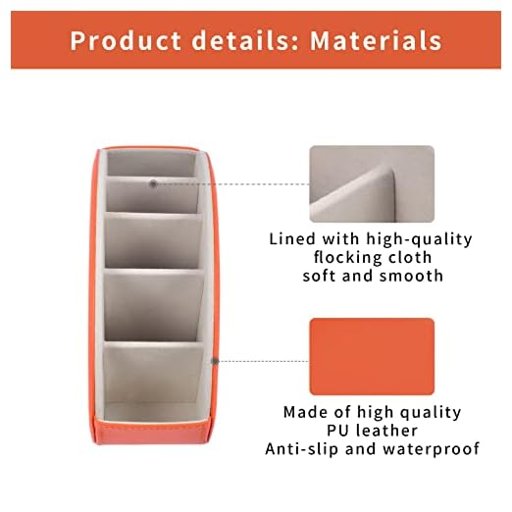 Product details: Materials
Lined with high-quality
flocking cloth
soft and smooth
Made of high quality
PU leather
Anti-slip and waterproof